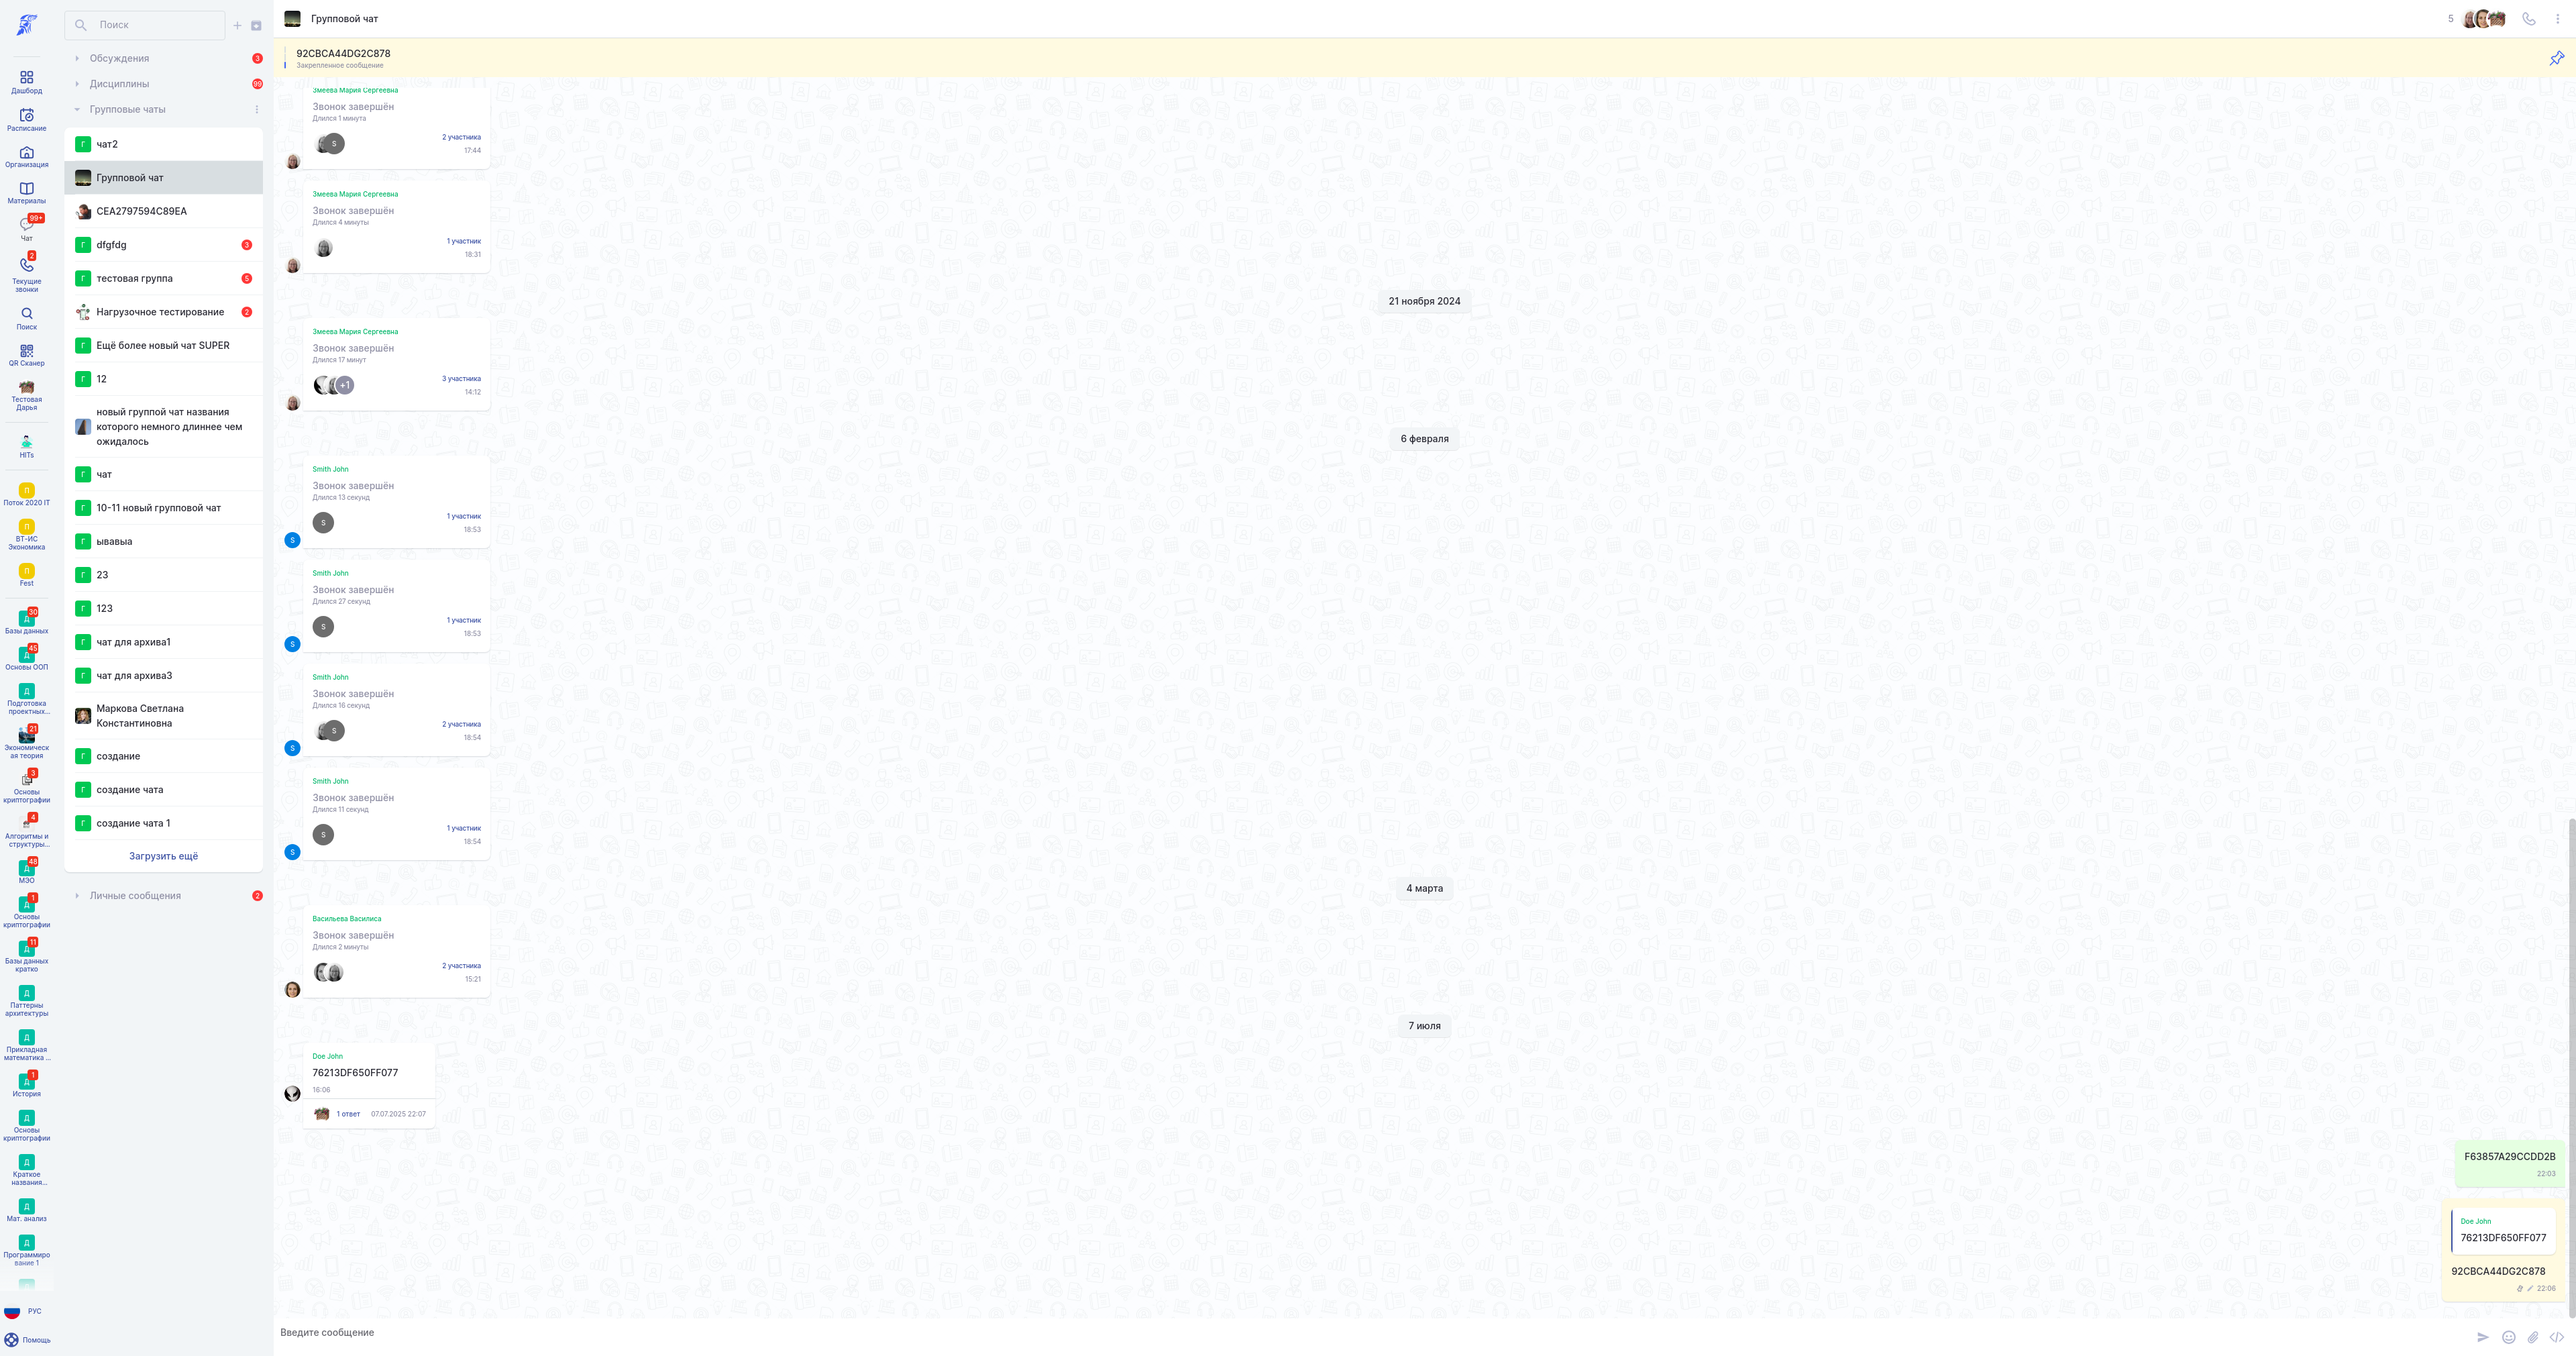 Дашборд
Расписание
Организация
Материалы
99+
Чат
2
Текущие
звонки
Поиск
QR Сканер
Тестовая
Дарья
HITs
П
Поток 2020 IT
П
ВТ-ИС
Экономика
П
Fest
30
Д
Базы данных
45
Д
Основы ООП
Д
Подготовка
проектных...
21
Экономическ
ая теория
3
Основы
криптографии
4
Алгоритмы и
структуры...
48
Д
МЭО
1
Д
Основы
криптографии
11
Д
Базы данных
кратко
Д
Паттерны
архитектуры
Д
Прикладная
математика ...
1
Д
История
Д
Основы
криптографии
Д
Краткое
названия...
Д
Мат. анализ
Д
Программиро
вание 1
РУС
Помощь
Поиск
Обсуждения 3
Дисциплины 99
Групповые чаты
Г чат2
Групповой чат
CEA2797594C89EA
Г dfgfdg 3
Г тестовая группа 5
Нагрузочное тестирование 2
Г Ещё более новый чат SUPER
Г 12
новый группой чат названия
которого немного длиннее чем
ожидалось
Г чат
Г 10-11 новый групповой чат
Г ывавыа
Г 23
Г 123
Г чат для архива1
Г чат для архива3
Маркова Светлана
Константиновна
Г создание
Г создание чата
Г создание чата 1
Загрузить ещё
Личные сообщения 2
Групповой чат 5
92CBCA44DG2C878
Закрепленное сообщение
Змеева Мария Сергеевна
Звонок завершён
Длился 1 минута
S 2 участника
17:44
Змеева Мария Сергеевна
Звонок завершён
Длился 4 минуты
1 участник
18:31
21 ноября 2024
Змеева Мария Сергеевна
Звонок завершён
Длился 17 минут
+1 3 участника
14:12
6 февраля
Smith John
Звонок завершён
Длился 13 секунд
S 1 участник
18:53
S
Smith John
Звонок завершён
Длился 27 секунд
S 1 участник
18:53
S
Smith John
Звонок завершён
Длился 16 секунд
S 2 участника
18:54
S
Smith John
Звонок завершён
Длился 11 секунд
S 1 участник
18:54
S
4 марта
Васильева Василиса
Звонок завершён
Длился 2 минуты
2 участника
15:21
7 июля
Doe John
76213DF650FF077
16:06
1 ответ 07.07.2025 22:07
F63857A29CCDD2B
22:03
Doe John
76213DF650FF077
92CBCA44DG2C878
22:06
Введите сообщение